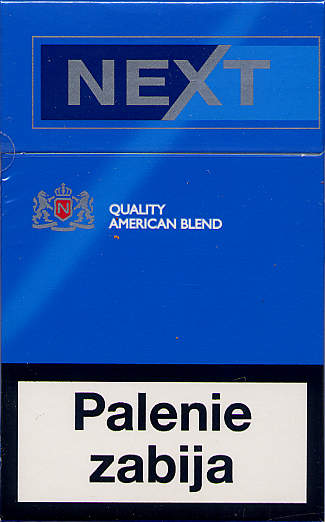 NEXT
N
QUALITY
AMERICAN BLEND
Palenie
zabija